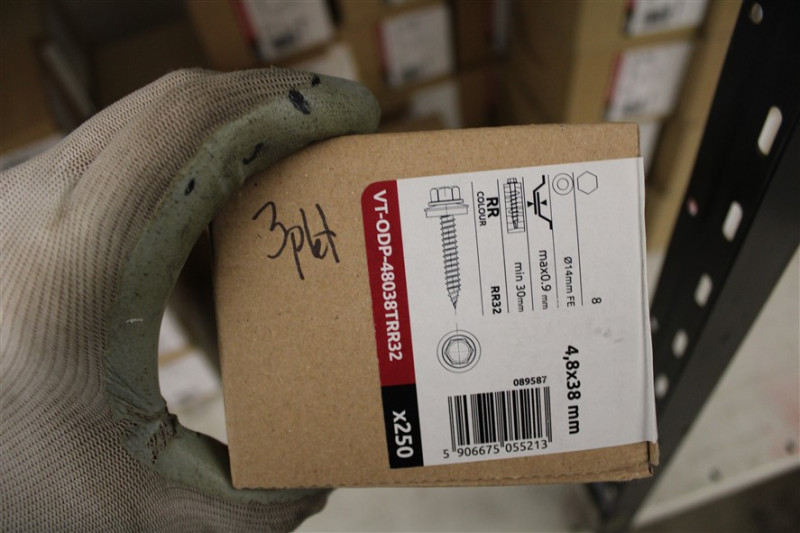 3pkt
VT-ODP-48038TRR32
x250
RR
COLOUR
RR32
min 30mm
max0.9 mm
Ø14mm FE
8
4,8x38 mm
089587
5 906675 055213